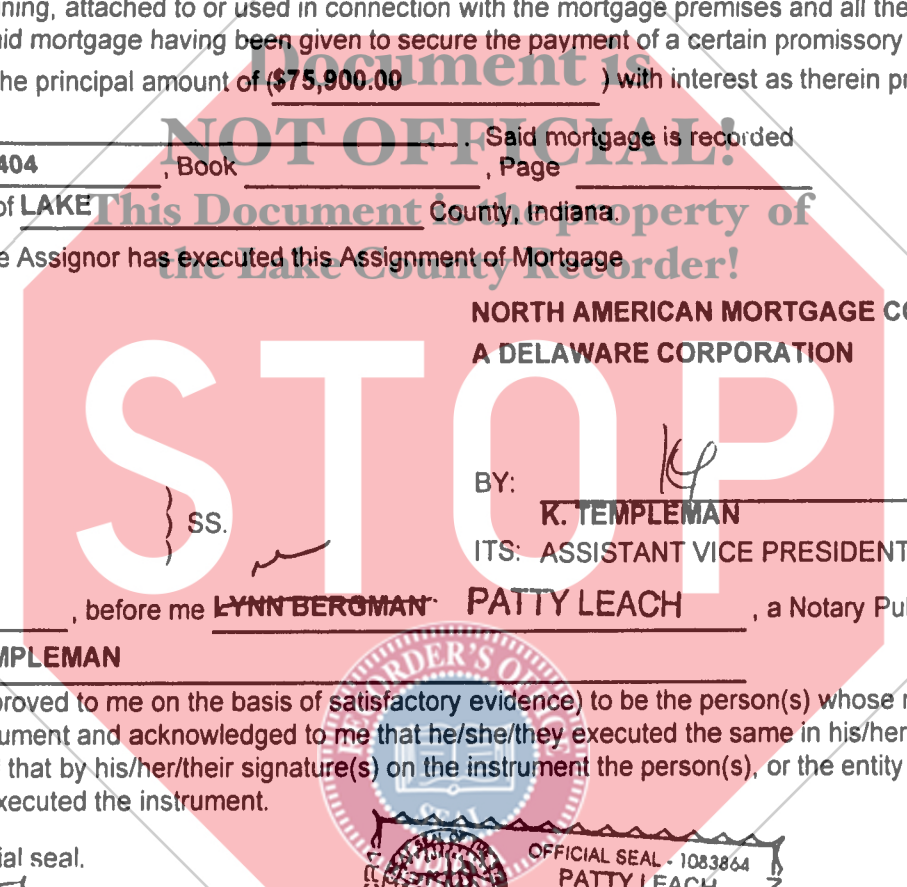 ning, attached to or used in connection with the mortgage premises and all the
id mortgage having been given to secure the payment of a certain promissory
Document is
he principal amount of ($75,900.00 ) with interest as therein pr
NOT OFFICIAL!
. Said mortgage is recorded
404 , Book , Page
This Document is the property of
of LAKE County, Indiana.
the Lake County Recorder!
e Assignor has executed this Assignment of Mortgage
NORTH AMERICAN MORTGAGE CO
A DELAWARE CORPORATION
STOP
BY:
SS.
K. TEMPLEMAN
ITS: ASSISTANT VICE PRESIDENT
, before me LYNN BERGMAN PATTY LEACH , a Notary Pu
MPLEMAN
RECORDER'S OFFICE
proved to me on the basis of satisfactory evidence) to be the person(s) whose
ument and acknowledged to me that he/she/they executed the same in his/her
that by his/her/their signature(s) on the instrument the person(s), or the entity
xecuted the instrument.
SEAL
ial seal.
OFFICIAL SEAL - 1083864
PATTY LEACH